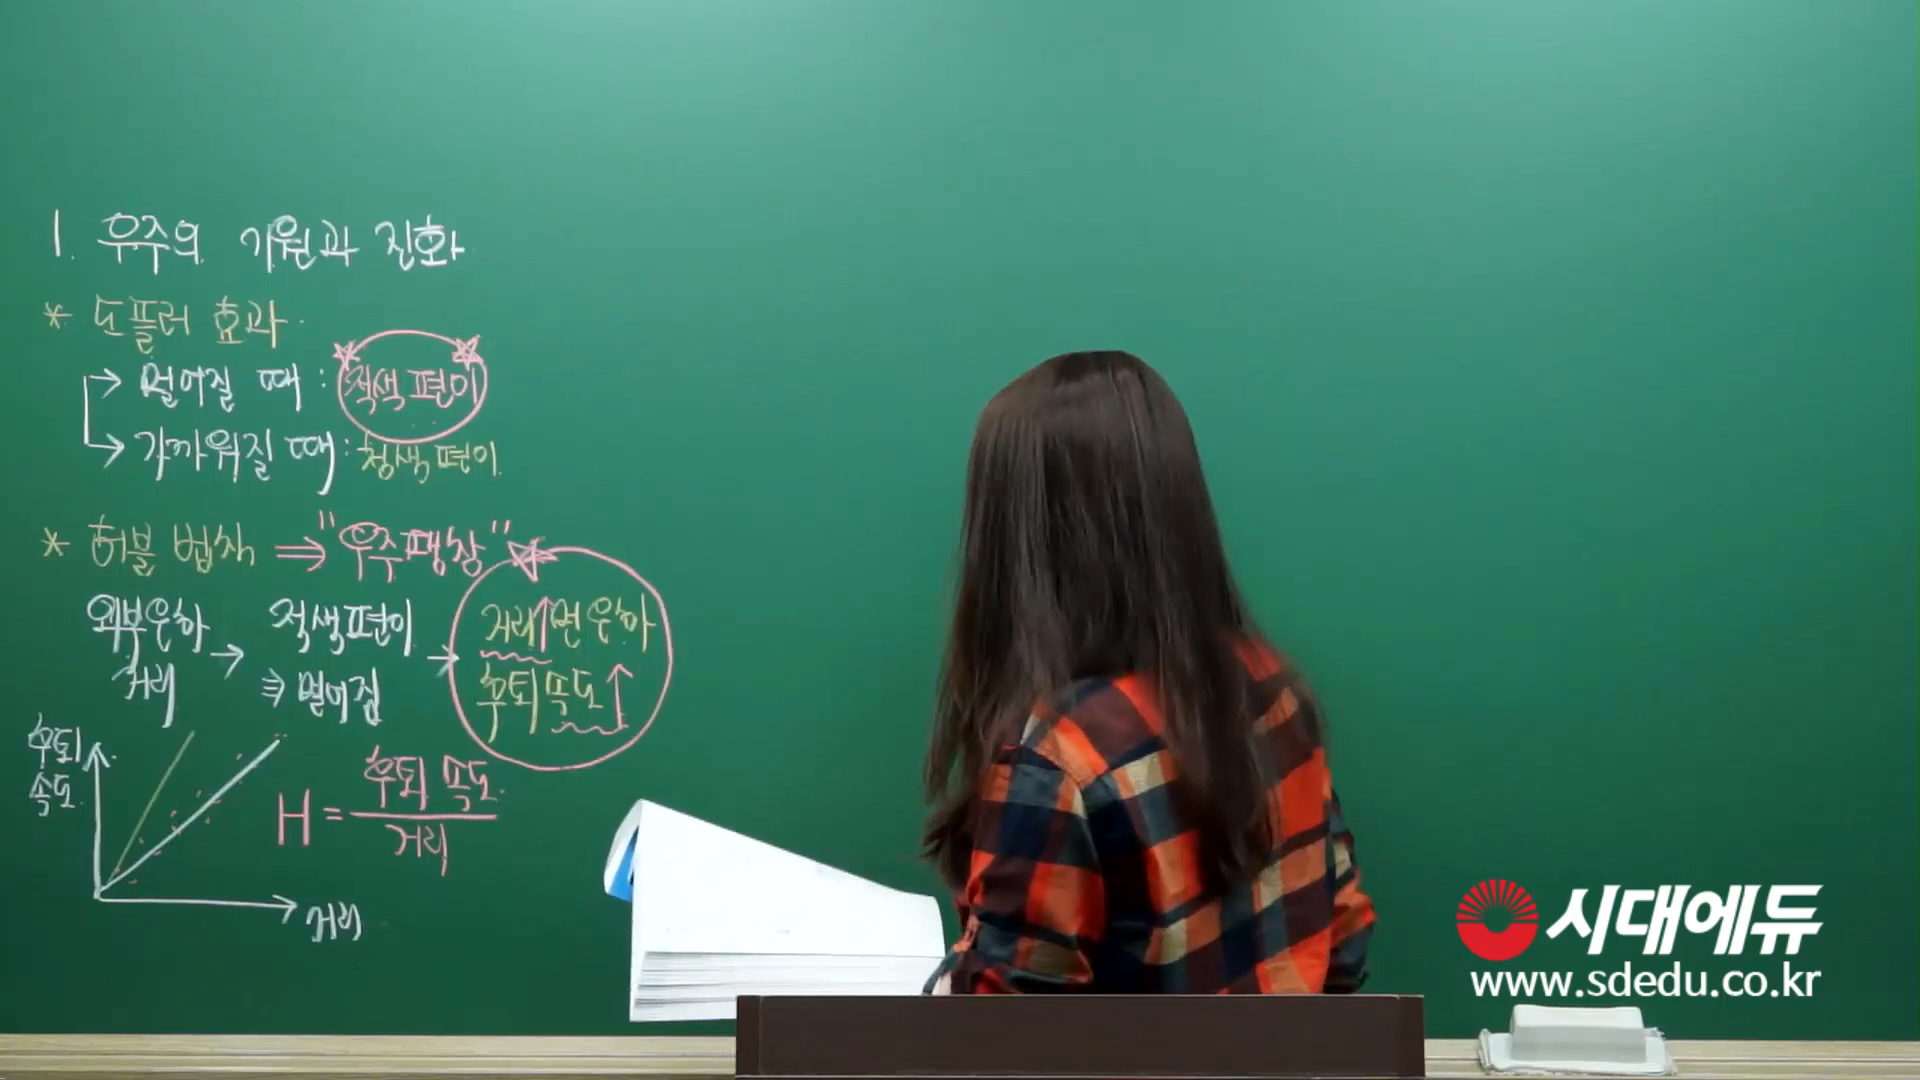 1. 우주의 기원과 진화
* 도플러 효과
→ 멀어질 때 : 적색편이
→ 가까워질 때 : 청색편이
* 허블 법칙 ⇒ "우주팽창"
외부은하 거리 → 적색편이 ⇒ 멀어짐 →
거리↑ 먼 은하
후퇴 속도↑
후퇴 속도
거리
H = 후퇴 속도 / 거리
시대에듀
www.sdedu.co.kr